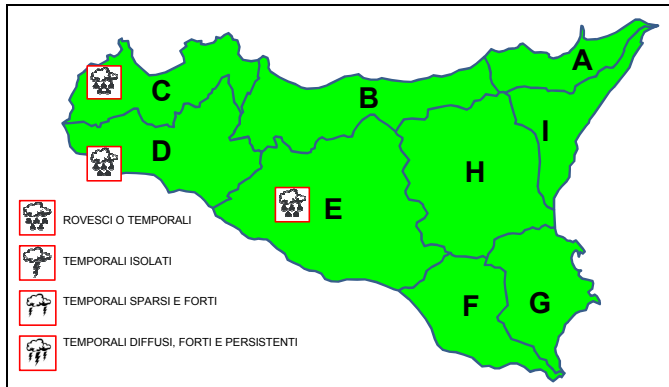 A
C
B
I
D
H
E
ROVESCI O TEMPORALI
TEMPORALI ISOLATI
F
G
TEMPORALI SPARSI E FORTI
TEMPORALI DIFFUSI, FORTI E PERSISTENTI